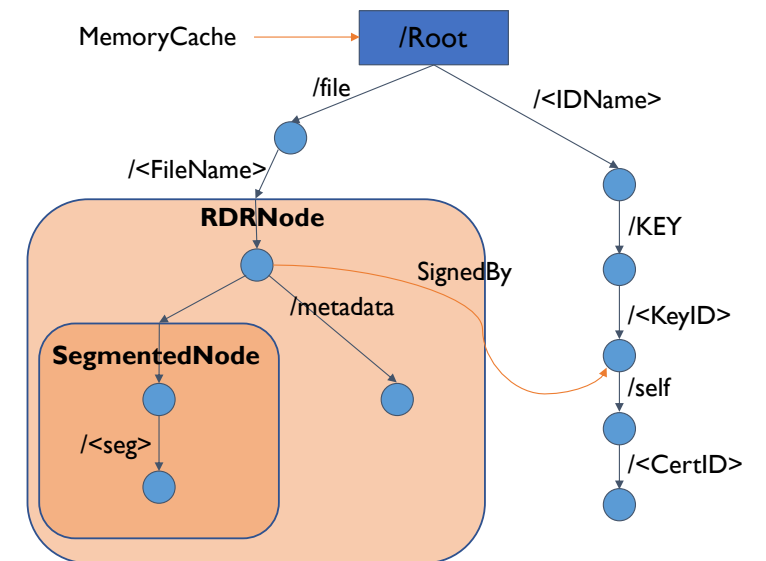 MemoryCache
/Root
/file
/<IDName>
/<FileName>
RDRNode
/KEY
SignedBy
/metadata
/<KeyID>
SegmentedNode
/self
/<seg>
/<CertID>